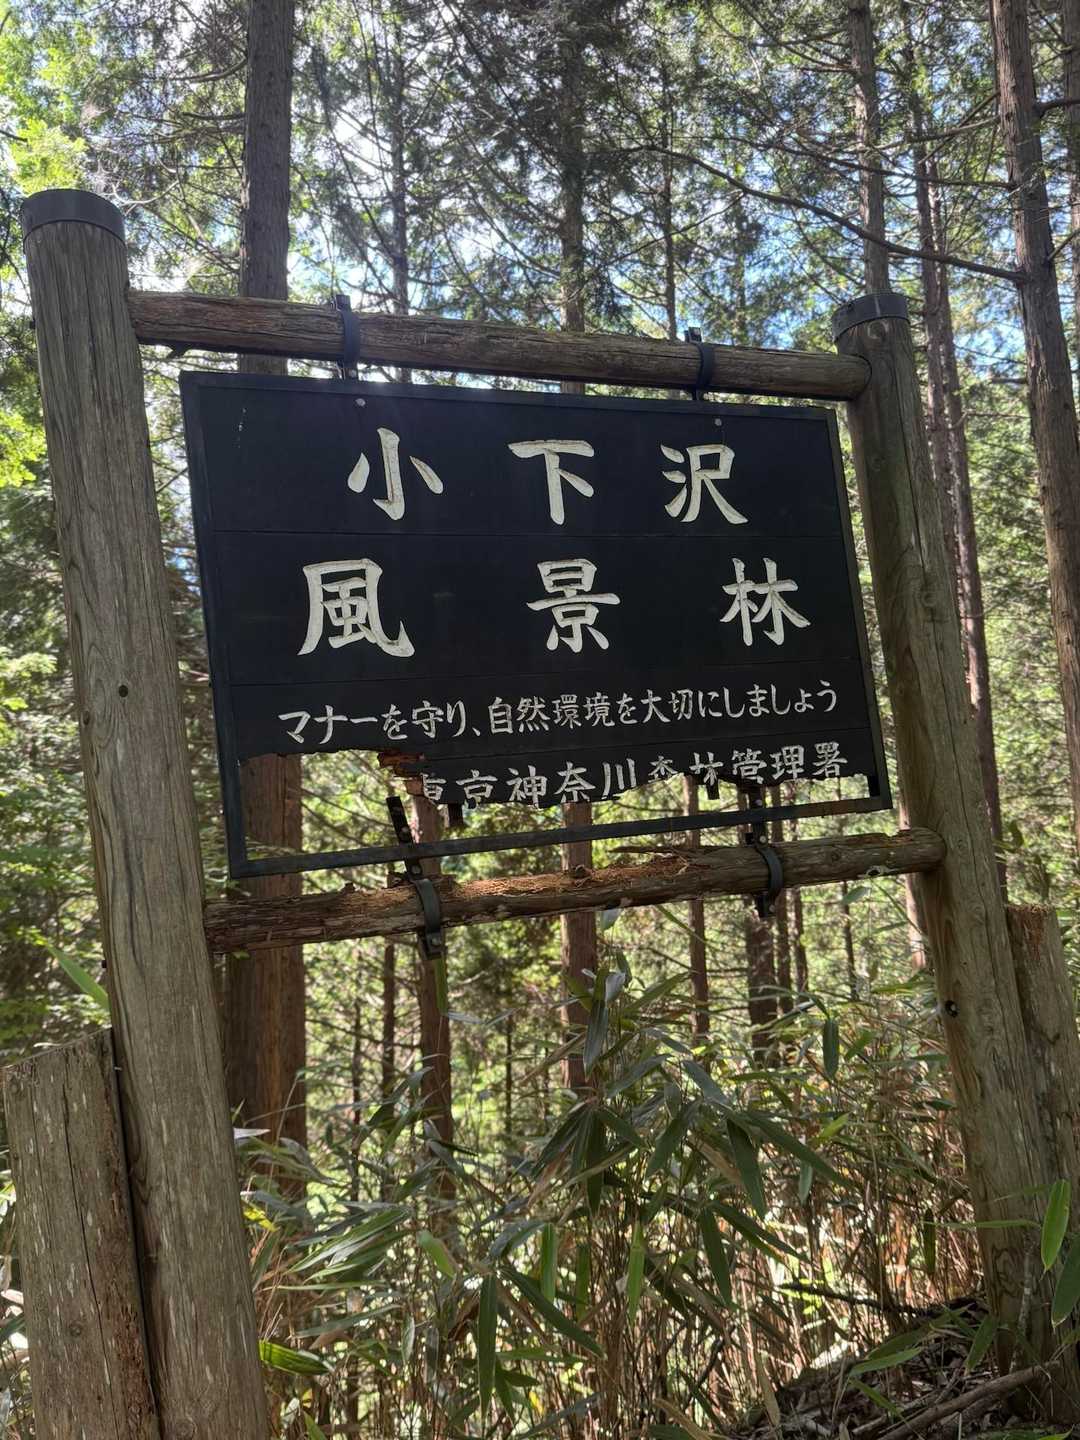 小下沢
風景林
マナーを守り、自然環境を大切にしましょう
東京神奈川森林管理署